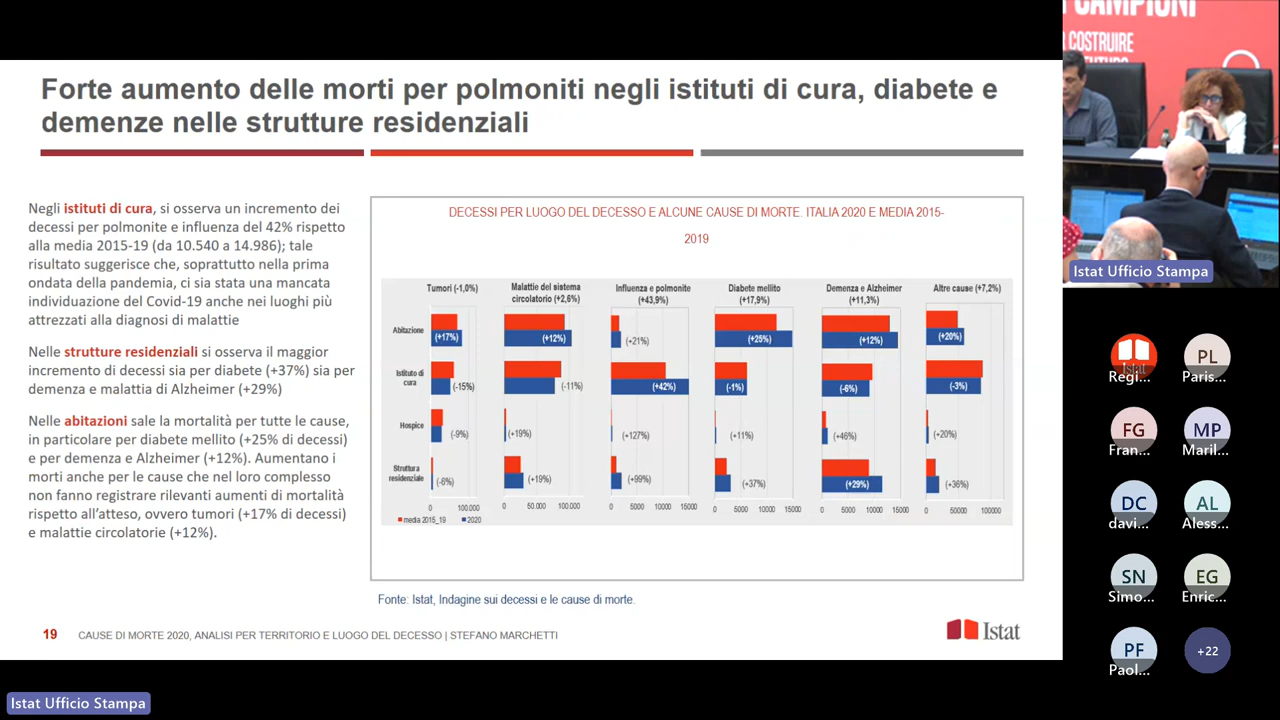 Forte aumento delle morti per polmoniti negli istituti di cura, diabete e
demenze nelle strutture residenziali
Negli istituti di cura, si osserva un incremento dei
decessi per polmonite e influenza del 42% rispetto
alla media 2015-19 (da 10.540 a 14.986); tale
risultato suggerisce che, soprattutto nella prima
ondata della pandemia, ci sia stata una mancata
individuazione del Covid-19 anche nei luoghi più
attrezzati alla diagnosi di malattie
Nelle strutture residenziali si osserva il maggior
incremento di decessi sia per diabete (+37%) sia per
demenza e malattia di Alzheimer (+29%)
Nelle abitazioni sale la mortalità per tutte le cause,
in particolare per diabete mellito (+25% di decessi)
e per demenza e Alzheimer (+12%). Aumentano i
morti anche per le cause che nel loro complesso
non fanno registrare rilevanti aumenti di mortalità
rispetto all'atteso, ovvero tumori (+17% di decessi)
e malattie circolatorie (+12%).
DECESSI PER LUOGO DEL DECESSO E ALCUNE CAUSE DI MORTE. ITALIA 2020 E MEDIA 2015-
2019
Tumori (-1,0%)
Malattie del sistema
circolatorio (+2,6%)
Influenza e polmonite
(+43,9%)
Diabete mellito
(+17,9%)
Demenza e Alzheimer
(+11,3%)
Altre cause (+7,2%)
Abitazione
(+17%) (+12%) (+21%) (+25%) (+12%) (+20%)
Istituto di
cura
(-15%) (-11%) (+42%) (-1%) (-6%) (-3%)
Hospice
(-9%) (+19%) (+127%) (+11%) (+46%) (+20%)
Struttura
residenziale
(-6%) (+19%) (+99%) (+37%) (+29%) (+36%)
0 100.000
0 50.000 100.000
0 5000 10000 15000
0 5000 10000 15000
0 5000 10000 15000
0 50000 100000
media 2015_19 2020
Fonte: Istat, Indagine sui decessi e le cause di morte.
19 CAUSE DI MORTE 2020, ANALISI PER TERRITORIO E LUOGO DEL DECESSO | STEFANO MARCHETTI
Istat
CAMPIONI
COSTRUIRE
Istat Ufficio Stampa
Istat
Regi...
PL
Paris...
FG
Fran...
MP
Maril...
DC
davi...
AL
Aless...
SN
Simo...
EG
Enric...
PF
Paol...
+22
Istat Ufficio Stampa